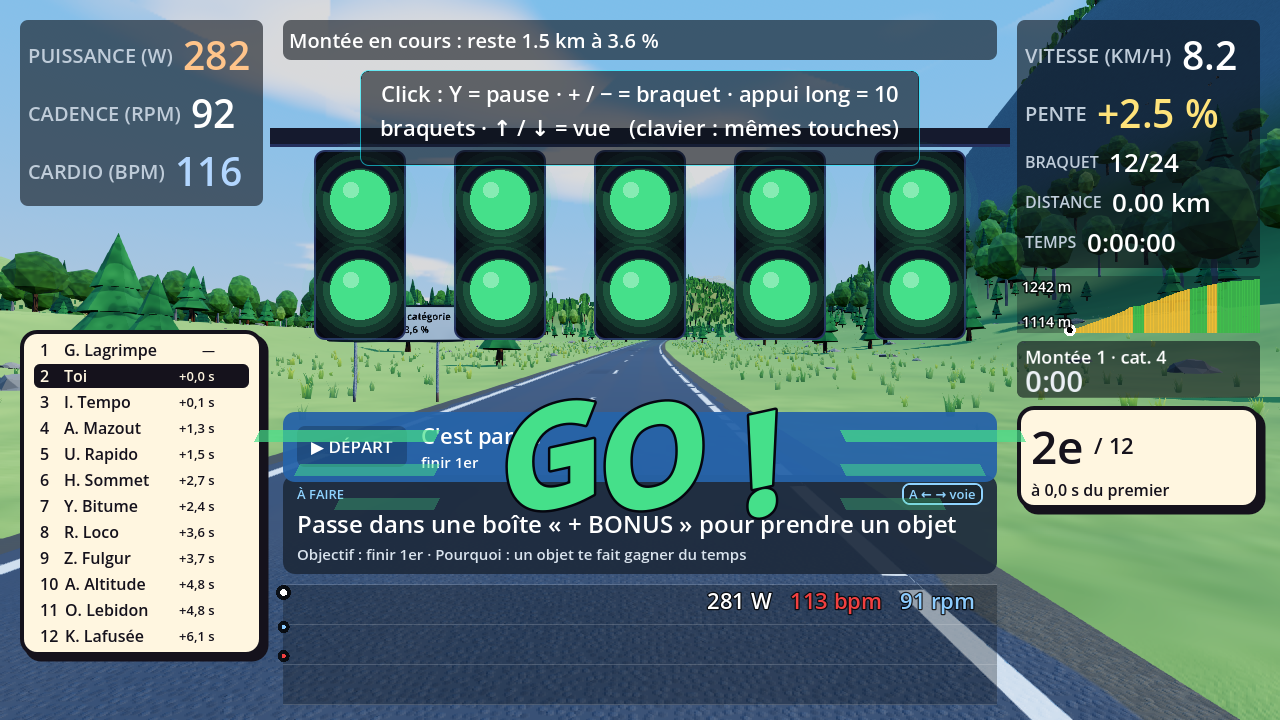 PUISSANCE (W) 282
CADENCE (RPM) 92
CARDIO (BPM) 116
Montée en cours : reste 1.5 km à 3.6 %
Click : Y = pause · + / − = braquet · appui long = 10
braquets · ↑ / ↓ = vue (clavier : mêmes touches)
VITESSE (KM/H) 8.2
PENTE +2.5 %
BRAQUET 12/24
DISTANCE 0.00 km
TEMPS 0:00:00
1242 m
1114 m
Montée 1 · cat. 4
0:00
2e / 12
à 0,0 s du premier
catégorie
3,6 %
1 G. Lagrimpe —
2 Toi +0,0 s
3 I. Tempo +0,1 s
4 A. Mazout +1,3 s
5 U. Rapido +1,5 s
6 H. Sommet +2,7 s
7 Y. Bitume +2,4 s
8 R. Loco +3,6 s
9 Z. Fulgur +3,7 s
10 A. Altitude +4,8 s
11 O. Lebidon +4,8 s
12 K. Lafusée +6,1 s
▶ DÉPART
C'est par
finir 1er
GO !
À FAIRE
A ← → voie
Passe dans une boîte « + BONUS » pour prendre un objet
Objectif : finir 1er · Pourquoi : un objet te fait gagner du temps
281 W 113 bpm 91 rpm